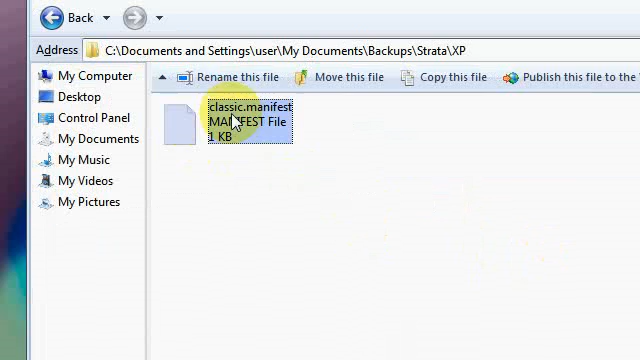 Back
Address C:\Documents and Settings\user\My Documents\Backups\Strata\XP
My Computer
Desktop
Control Panel
My Documents
My Music
My Videos
My Pictures
Rename this file Move this file Copy this file Publish this file to the
classic.manifest
MANIFEST File
1 KB